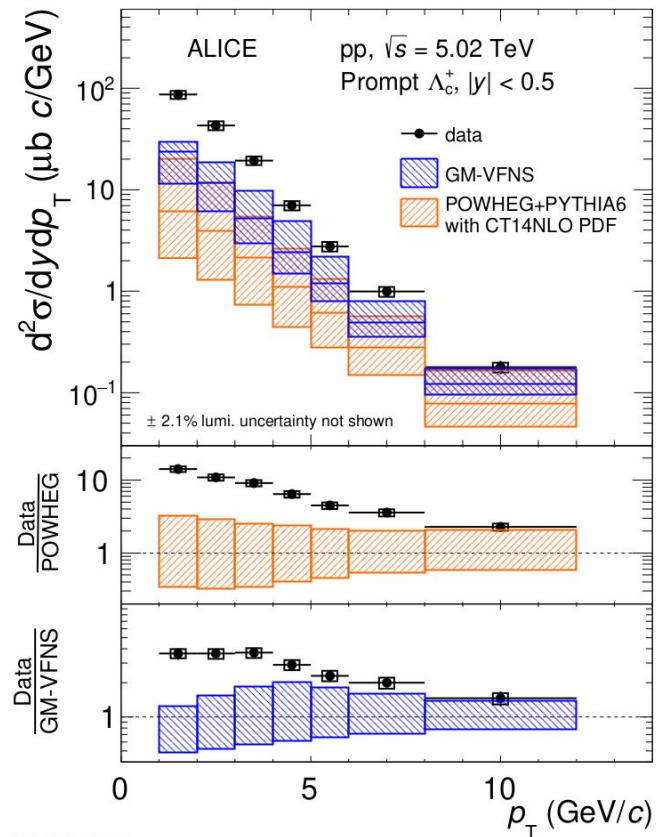 ALICE
pp, √s = 5.02 TeV
Prompt Λc+, |y| < 0.5
data
GM-VFNS
POWHEG+PYTHIA6
with CT14NLO PDF
d²σ/dydpT (μb c/GeV)
10²
10
1
10⁻¹
± 2.1% lumi. uncertainty not shown
Data
POWHEG
10
1
Data
GM-VFNS
1
0
5
10
pT (GeV/c)